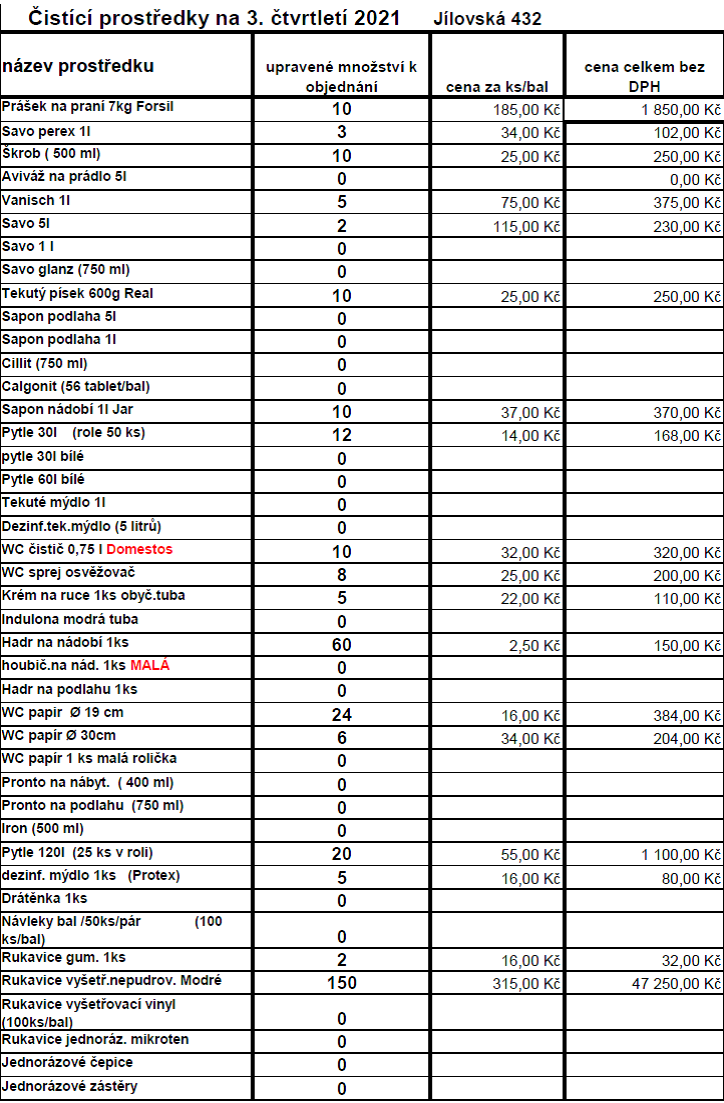 Čistící prostředky na 3. čtvrtletí 2021 Jílovská 432
název prostředku upravené množství k objednání cena za ks/bal cena celkem bez DPH
Prášek na praní 7kg Forsil 10 185,00 Kč 1 850,00 Kč
Savo perex 1l 3 34,00 Kč 102,00 Kč
Škrob ( 500 ml) 10 25,00 Kč 250,00 Kč
Aviváž na prádlo 5l 0 0,00 Kč
Vanisch 1l 5 75,00 Kč 375,00 Kč
Savo 5l 2 115,00 Kč 230,00 Kč
Savo 1 l 0
Savo glanz (750 ml) 0
Tekutý písek 600g Real 10 25,00 Kč 250,00 Kč
Sapon podlaha 5l 0
Sapon podlaha 1l 0
Cillit (750 ml) 0
Calgonit (56 tablet/bal) 0
Sapon nádobí 1l Jar 10 37,00 Kč 370,00 Kč
Pytle 30l (role 50 ks) 12 14,00 Kč 168,00 Kč
pytle 30l bílé 0
Pytle 60l bílé 0
Tekuté mýdlo 1l 0
Dezinf.tek.mýdlo (5 litrů) 0
WC čistič 0,75 l Domestos 10 32,00 Kč 320,00 Kč
WC sprej osvěžovač 8 25,00 Kč 200,00 Kč
Krém na ruce 1ks obyč.tuba 5 22,00 Kč 110,00 Kč
Indulona modrá tuba 0
Hadr na nádobí 1ks 60 2,50 Kč 150,00 Kč
houbič.na nád. 1ks MALÁ 0
Hadr na podlahu 1ks 0
WC papir Ø 19 cm 24 16,00 Kč 384,00 Kč
WC papír Ø 30cm 6 34,00 Kč 204,00 Kč
WC papír 1 ks malá rolička 0
Pronto na nábyt. ( 400 ml) 0
Pronto na podlahu (750 ml) 0
Iron (500 ml) 0
Pytle 120l (25 ks v roli) 20 55,00 Kč 1 100,00 Kč
dezinf. mýdlo 1ks (Protex) 5 16,00 Kč 80,00 Kč
Drátěnka 1ks 0
Návleky bal /50ks/pár (100
ks/bal) 0
Rukavice gum. 1ks 2 16,00 Kč 32,00 Kč
Rukavice vyšetř.nepudrov. Modré 150 315,00 Kč 47 250,00 Kč
Rukavice vyšetřovací vinyl
(100ks/bal) 0
Rukavice jednoráz. mikroten 0
Jednorázové čepice 0
Jednorázové zástěry 0